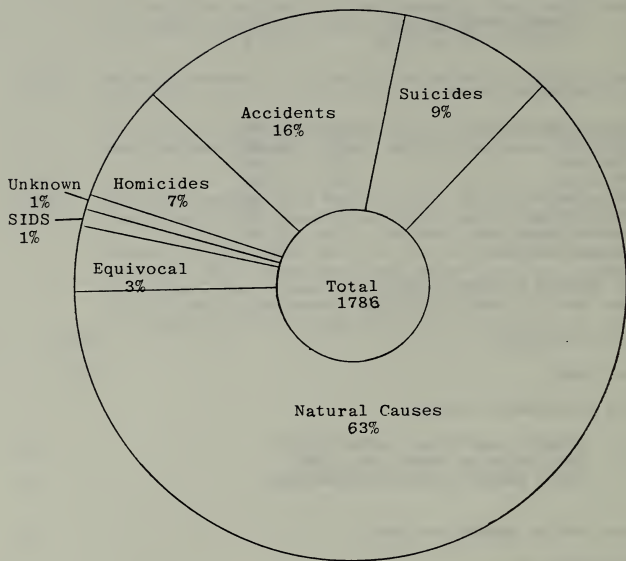 Suicides
9%
Accidents
16%
Unknown
1%
Homicides
7%
SIDS
1%
Equivocal
3%
Total
1786
Natural Causes
63%